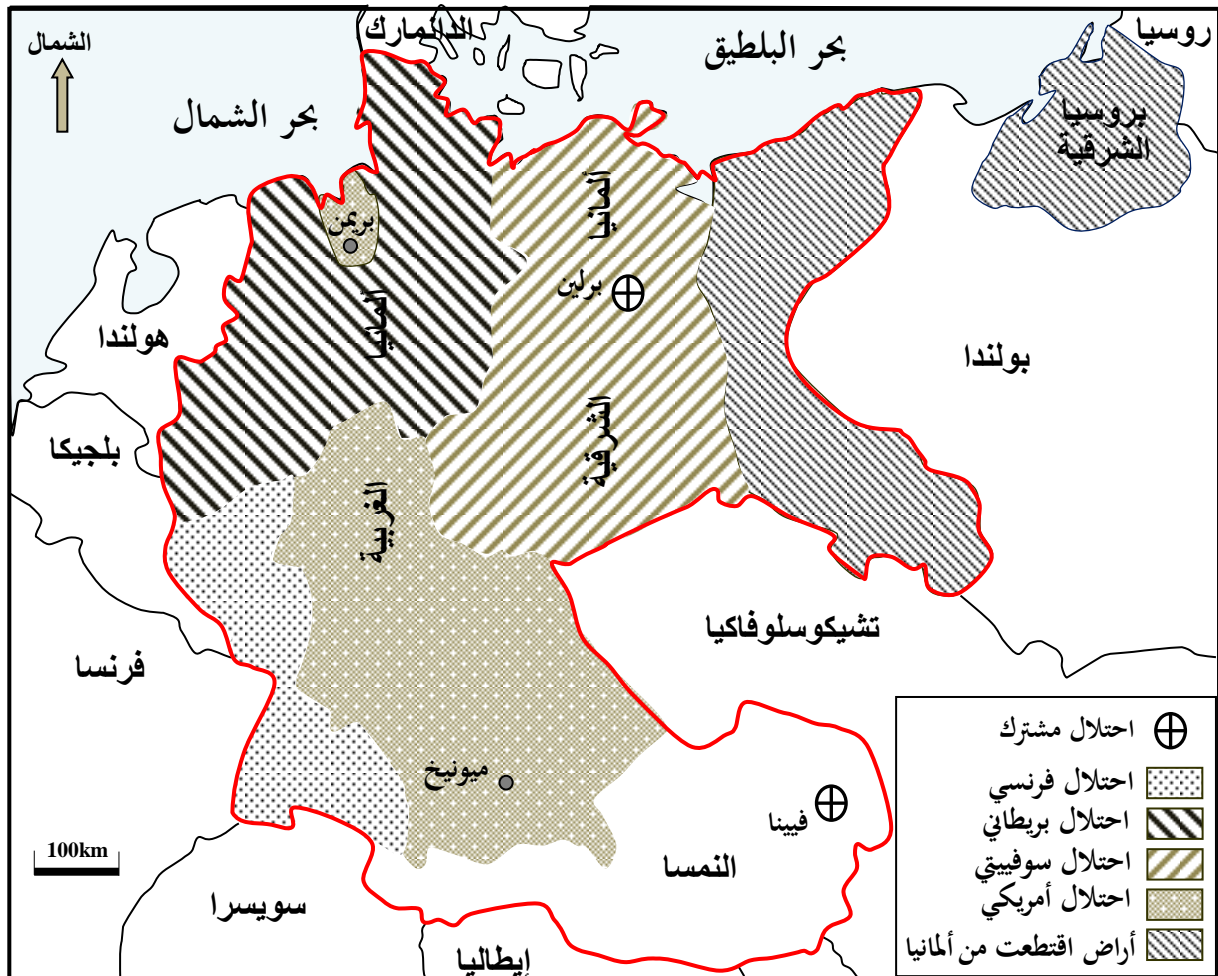 الشمال
الدانمارك
بحر البلطيق
روسيا
بحر الشمال
بروسيا
الشرقية
بريمن
ألمانيا
برلين
هولندا
ألمانيا
بولندا
بلجيكا
الغربية
الشرقية
تشيكوسلوفاكيا
فرنسا
ميونيخ
فيينا
النمسا
100km
سويسرا
إيطاليا
احتلال مشترك
احتلال فرنسي
احتلال بريطاني
احتلال سوفييتي
احتلال أمريكي
أراض اقتطعت من ألمانيا